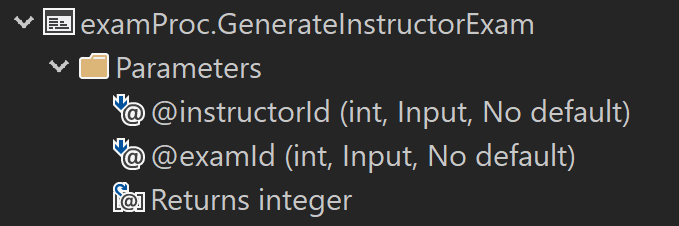 examProc.GenerateInstructorExam
Parameters
@instructorId (int, Input, No default)
@examId (int, Input, No default)
Returns integer